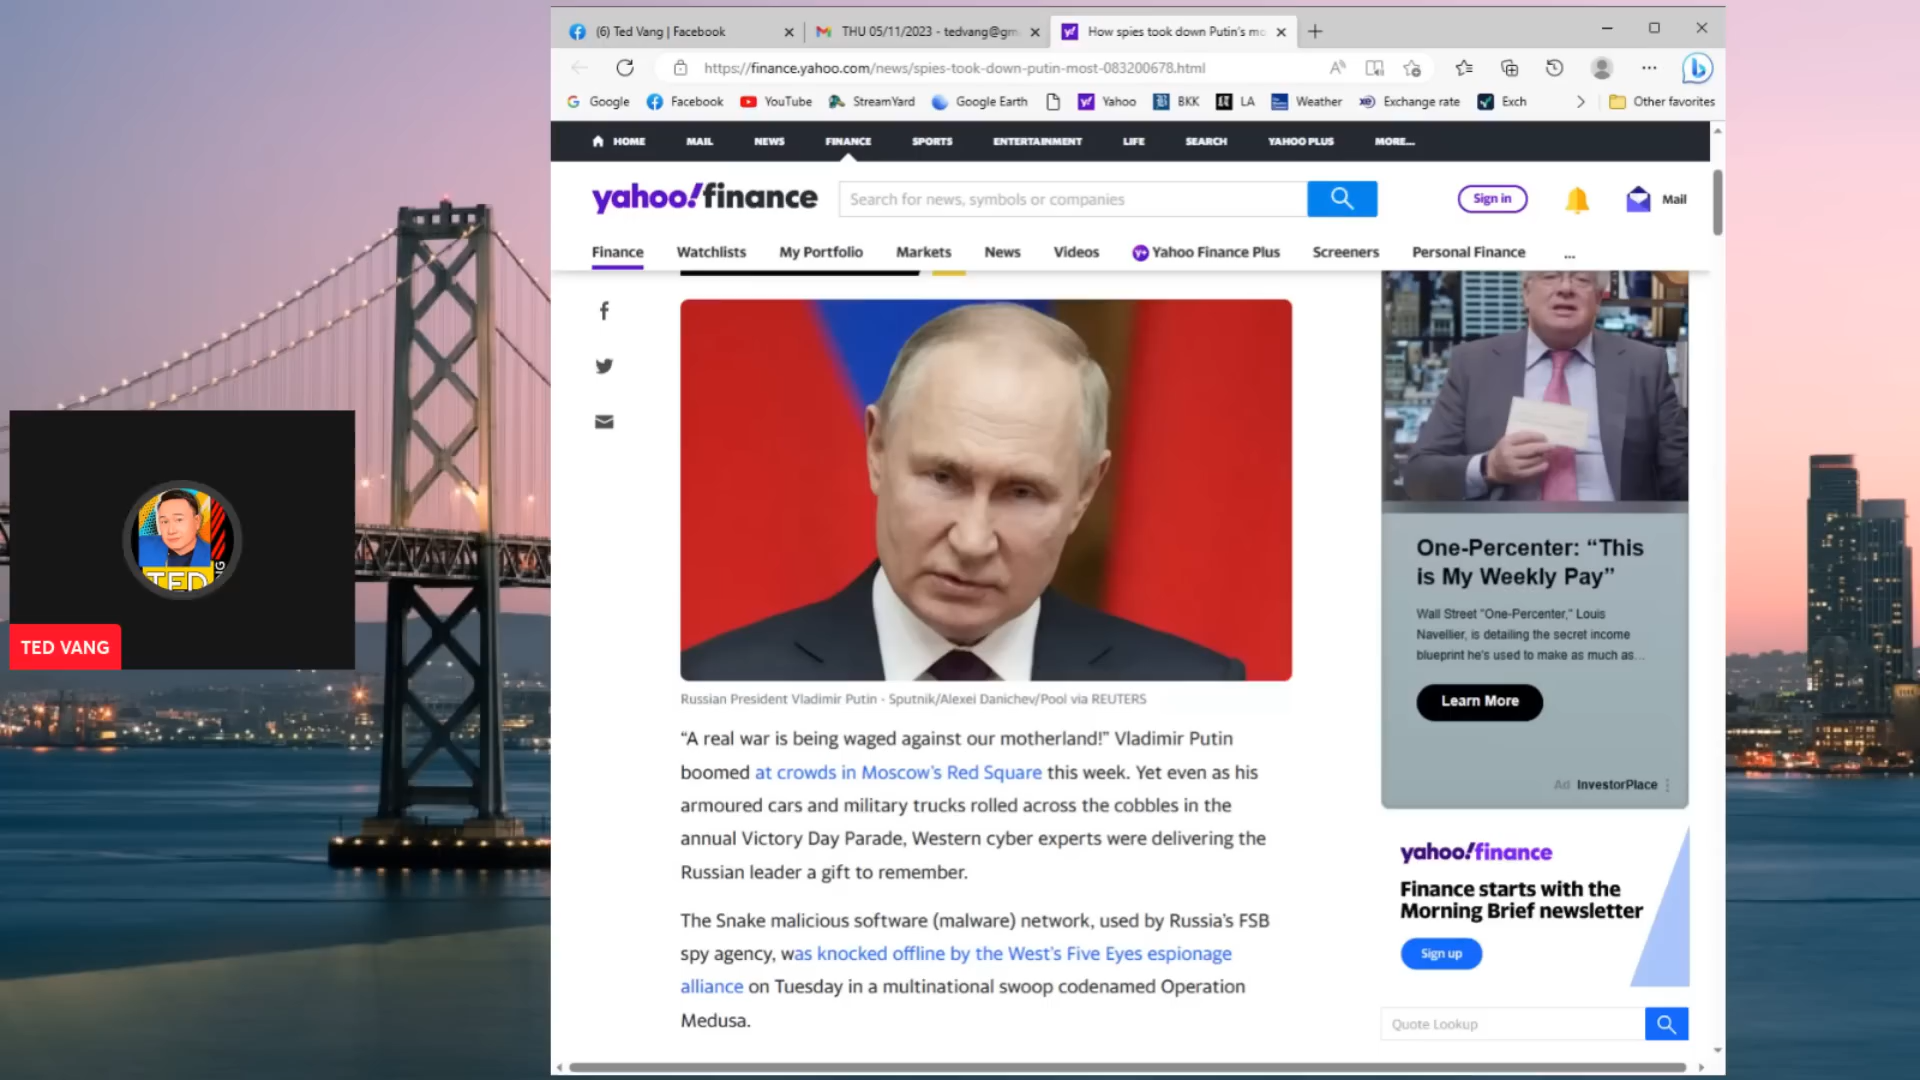 (6) Ted Vang | Facebook
THU 05/11/2023 - tedvang@gm
How spies took down Putin's mo
https://finance.yahoo.com/news/spies-took-down-putin-most-083200678.html
Google Facebook YouTube StreamYard Google Earth Yahoo BKK LA Weather Exchange rate Exch Other favorites
HOME MAIL NEWS FINANCE SPORTS ENTERTAINMENT LIFE SEARCH YAHOO PLUS MORE...
yahoo!finance
Search for news, symbols or companies
Sign in
Mail
Finance Watchlists My Portfolio Markets News Videos Yahoo Finance Plus Screeners Personal Finance ...
TED
TED VANG
Russian President Vladimir Putin - Sputnik/Alexei Danichev/Pool via REUTERS
“A real war is being waged against our motherland!” Vladimir Putin
boomed at crowds in Moscow’s Red Square this week. Yet even as his
armoured cars and military trucks rolled across the cobbles in the
annual Victory Day Parade, Western cyber experts were delivering the
Russian leader a gift to remember.
The Snake malicious software (malware) network, used by Russia’s FSB
spy agency, was knocked offline by the West’s Five Eyes espionage
alliance on Tuesday in a multinational swoop codenamed Operation
Medusa.
One-Percenter: “This
is My Weekly Pay”
Wall Street "One-Percenter," Louis
Navellier, is detailing the secret income
blueprint he's used to make as much as...
Learn More
Ad InvestorPlace
yahoo!finance
Finance starts with the
Morning Brief newsletter
Sign up
Quote Lookup